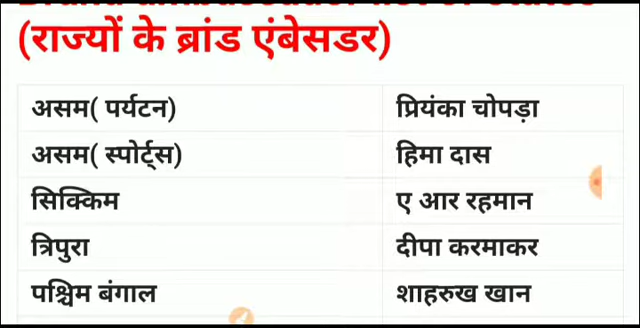 (राज्यों के ब्रांड एंबेसडर)
असम( पर्यटन) प्रियंका चोपड़ा
असम( स्पोर्ट्स) हिमा दास
सिक्किम ए आर रहमान
त्रिपुरा दीपा करमाकर
पश्चिम बंगाल शाहरुख खान